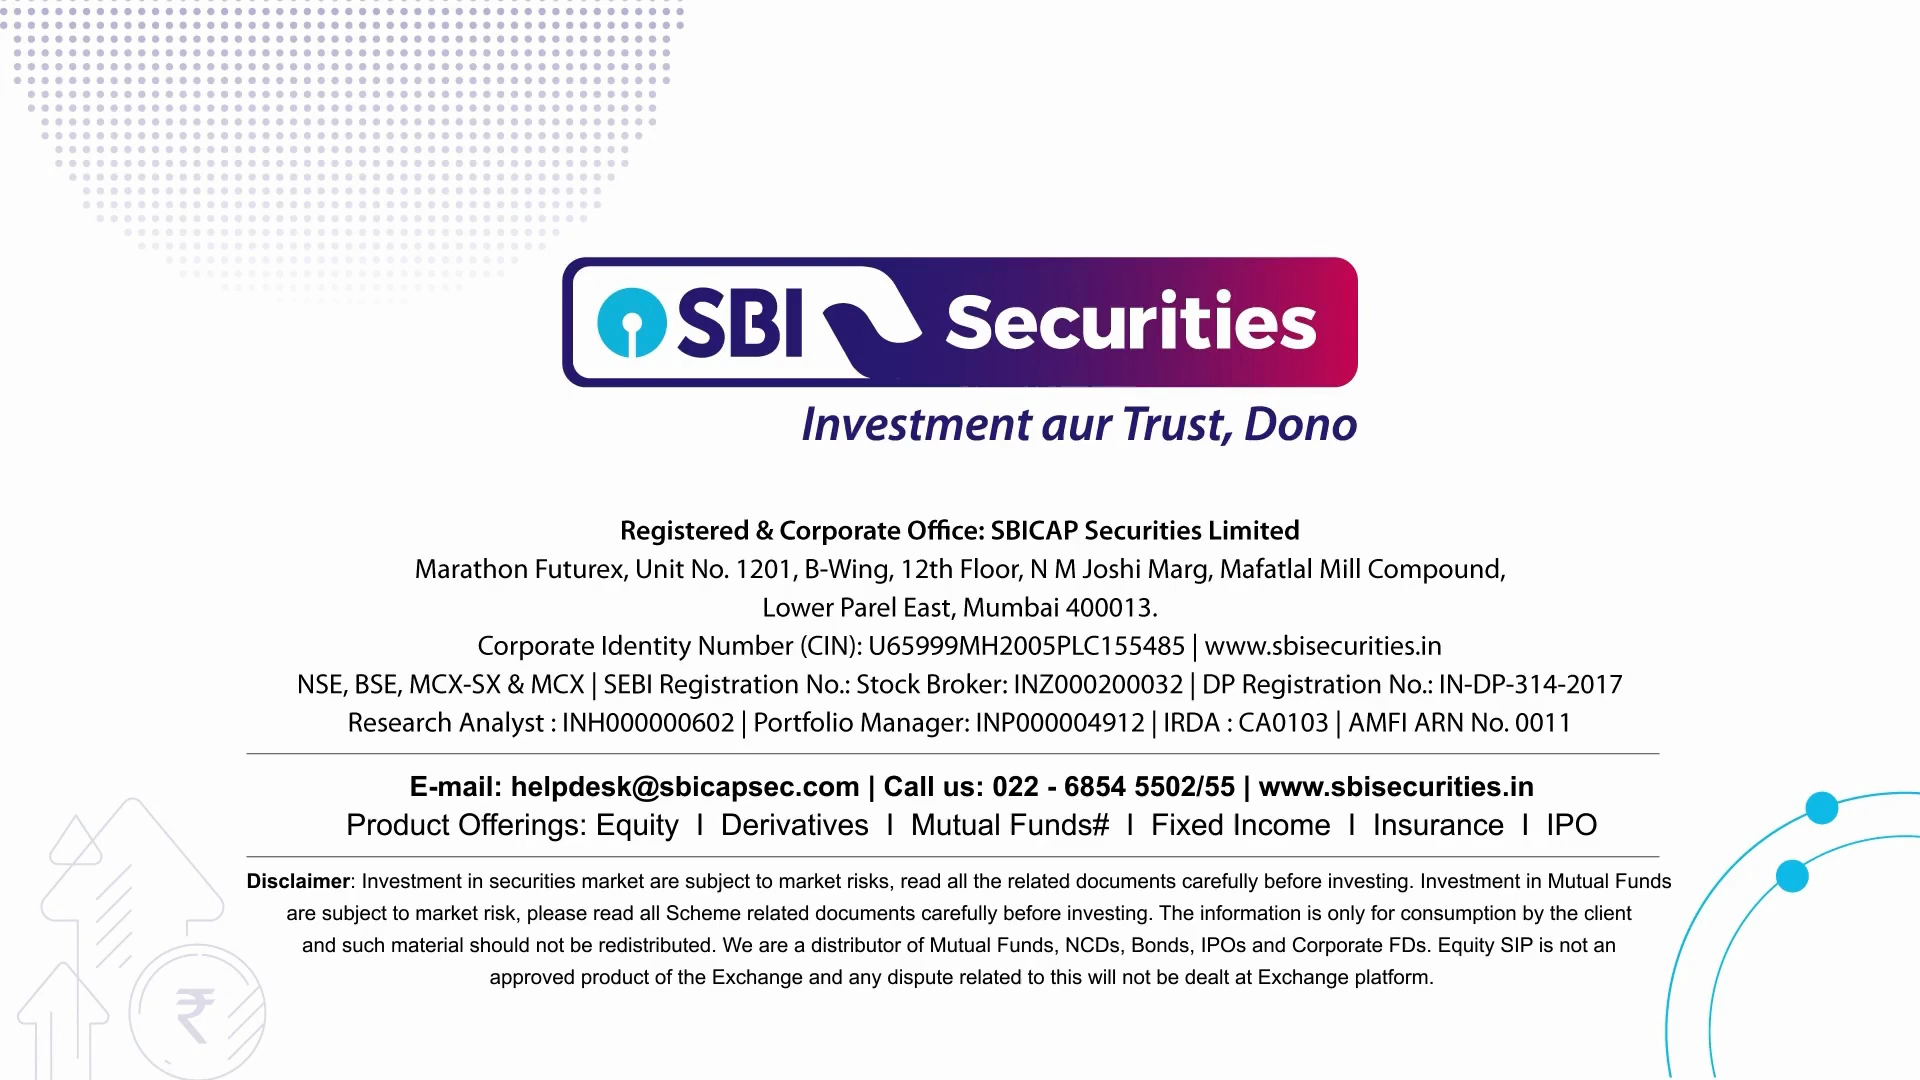 SBI Securities
Investment aur Trust, Dono
Registered & Corporate Office: SBICAP Securities Limited
Marathon Futurex, Unit No. 1201, B-Wing, 12th Floor, N M Joshi Marg, Mafatlal Mill Compound,
Lower Parel East, Mumbai 400013.
Corporate Identity Number (CIN): U65999MH2005PLC155485 | www.sbisecurities.in
NSE, BSE, MCX-SX & MCX | SEBI Registration No.: Stock Broker: INZ000200032 | DP Registration No.: IN-DP-314-2017
Research Analyst : INH000000602 | Portfolio Manager: INP000004912 | IRDA : CA0103 | AMFI ARN No. 0011
E-mail: helpdesk@sbicapsec.com | Call us: 022 - 6854 5502/55 | www.sbisecurities.in
Product Offerings: Equity I Derivatives I Mutual Funds# I Fixed Income I Insurance I IPO
Disclaimer: Investment in securities market are subject to market risks, read all the related documents carefully before investing. Investment in Mutual Funds
are subject to market risk, please read all Scheme related documents carefully before investing. The information is only for consumption by the client
and such material should not be redistributed. We are a distributor of Mutual Funds, NCDs, Bonds, IPOs and Corporate FDs. Equity SIP is not an
approved product of the Exchange and any dispute related to this will not be dealt at Exchange platform.
₹